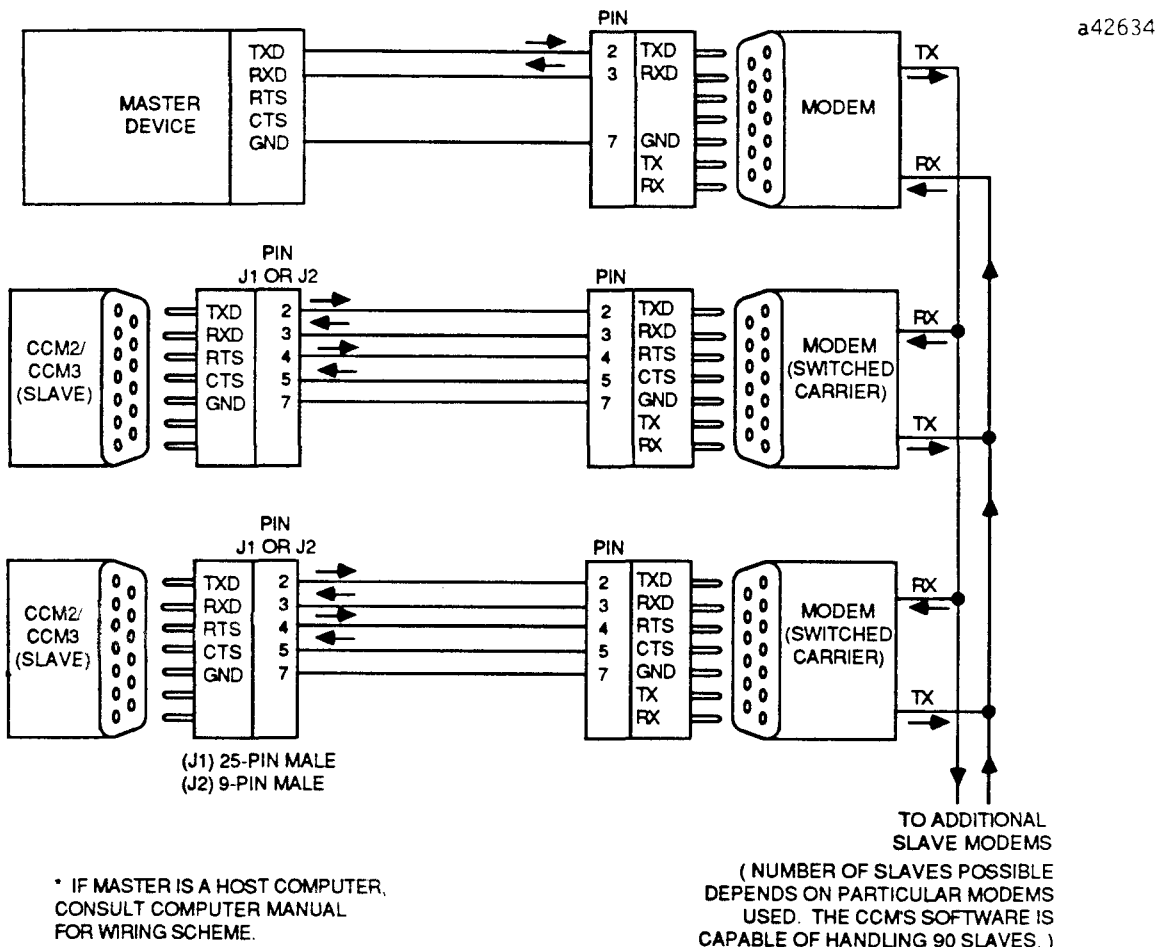 a42634
PIN
MASTER
DEVICE
TXD
RXD
RTS
CTS
GND
2
3
7
TXD
RXD
GND
TX
RX
MODEM
TX
RX
PIN
J1 OR J2
PIN
CCM2/
CCM3
(SLAVE)
TXD
RXD
RTS
CTS
GND
2
3
4
5
7
2
3
4
5
7
TXD
RXD
RTS
CTS
GND
TX
RX
MODEM
(SWITCHED
CARRIER)
RX
TX
PIN
J1 OR J2
PIN
CCM2/
CCM3
(SLAVE)
TXD
RXD
RTS
CTS
GND
2
3
4
5
7
2
3
4
5
7
TXD
RXD
RTS
CTS
GND
TX
RX
MODEM
(SWITCHED
CARRIER)
RX
TX
(J1) 25-PIN MALE
(J2) 9-PIN MALE
TO ADDITIONAL
SLAVE MODEMS
( NUMBER OF SLAVES POSSIBLE
DEPENDS ON PARTICULAR MODEMS
USED. THE CCM'S SOFTWARE IS
CAPABLE OF HANDLING 90 SLAVES. )
* IF MASTER IS A HOST COMPUTER,
CONSULT COMPUTER MANUAL
FOR WIRING SCHEME.